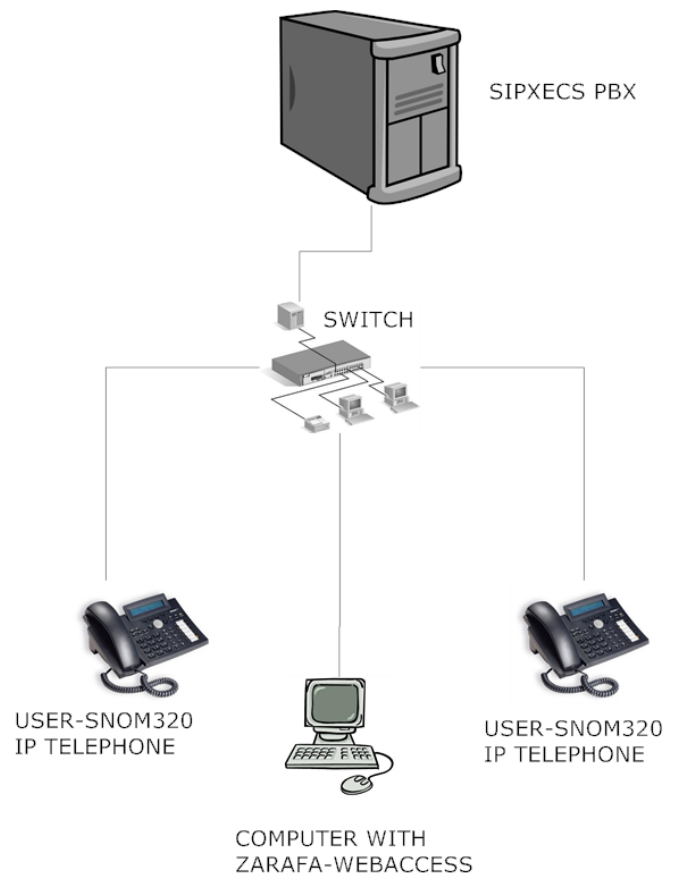 SIPXECS PBX
SWITCH
USER-SNOM320
IP TELEPHONE
USER-SNOM320
IP TELEPHONE
COMPUTER WITH
ZARAFA-WEBACCESS